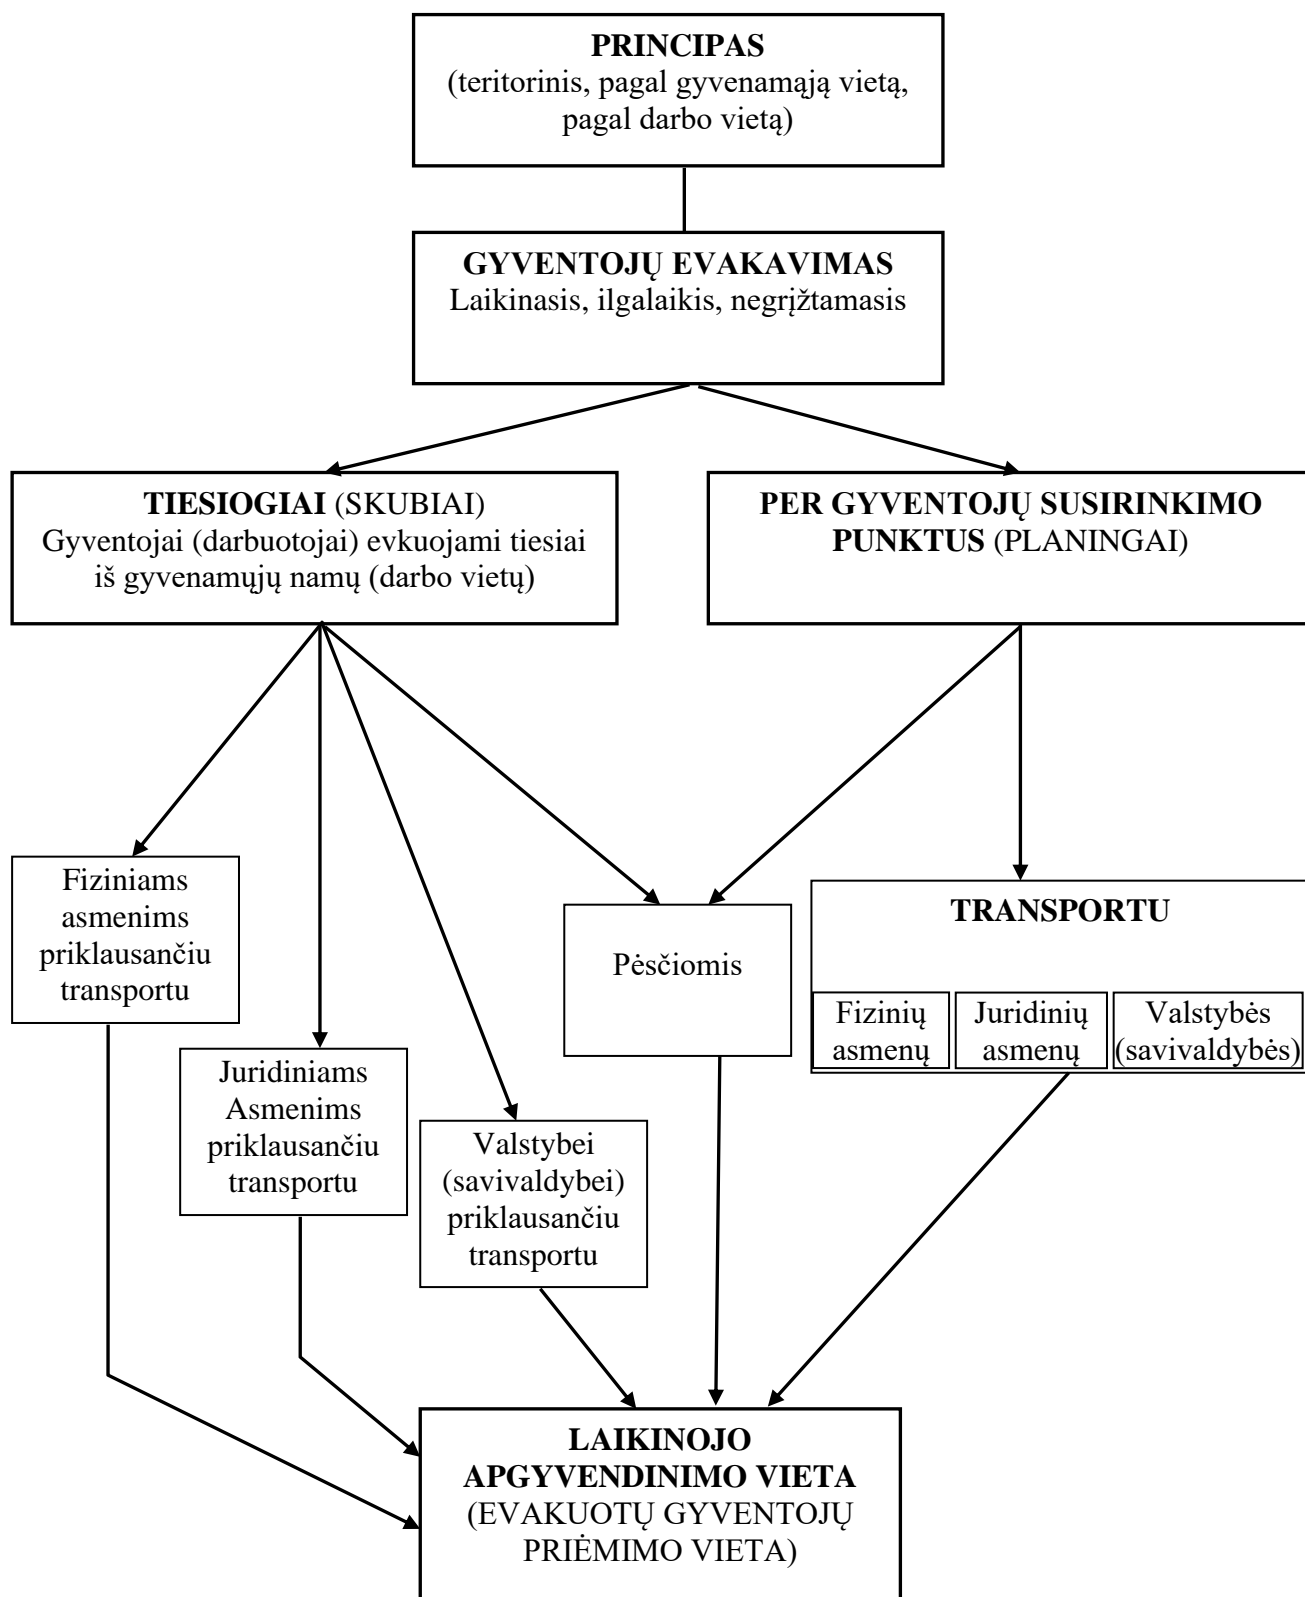 PRINCIPAS
(teritorinis, pagal gyvenamąją vietą,
pagal darbo vietą)
GYVENTOJŲ EVAKAVIMAS
Laikinasis, ilgalaikis, negrįžtamasis
TIESIOGIAI (SKUBIAI)
Gyventojai (darbuotojai) evkuojami tiesiai
iš gyvenamųjų namų (darbo vietų)
PER GYVENTOJŲ SUSIRINKIMO
PUNKTUS (PLANINGAI)
Fiziniams
asmenims
priklausančiu
transportu
Juridiniams
Asmenims
priklausančiu
transportu
Valstybei
(savivaldybei)
priklausančiu
transportu
Pėsčiomis
TRANSPORTU
Fizinių
asmenų
Juridinių
asmenų
Valstybės
(savivaldybės)
LAIKINOJO
APGYVENDINIMO VIETA
(EVAKUOTŲ GYVENTOJŲ
PRIĖMIMO VIETA)